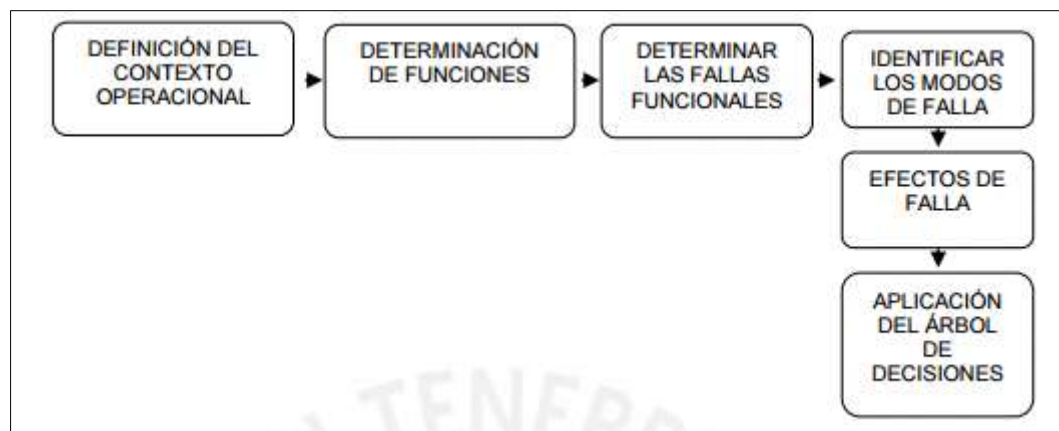 DEFINICIÓN DEL
CONTEXTO
OPERACIONAL
DETERMINACIÓN
DE FUNCIONES
DETERMINAR
LAS FALLAS
FUNCIONALES
IDENTIFICAR
LOS MODOS
DE FALLA
EFECTOS DE
FALLA
APLICACIÓN
DEL ÁRBOL
DE
DECISIONES